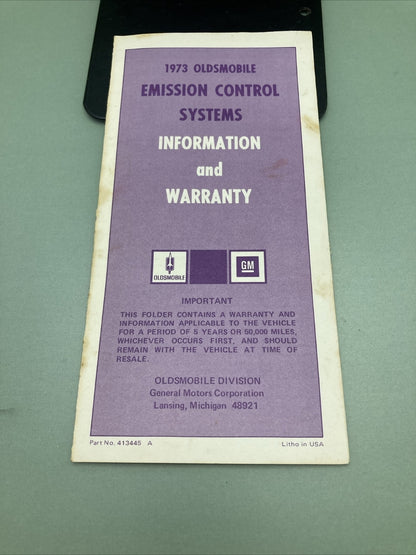 1973 OLDSMOBILE
EMISSION CONTROL
SYSTEMS
INFORMATION
and
WARRANTY
OLDSMOBILE
GM
IMPORTANT
THIS FOLDER CONTAINS A WARRANTY AND
INFORMATION APPLICABLE TO THE VEHICLE
FOR A PERIOD OF 5 YEARS OR 50,000 MILES,
WHICHEVER OCCURS FIRST, AND SHOULD
REMAIN WITH THE VEHICLE AT TIME OF
RESALE.
OLDSMOBILE DIVISION
General Motors Corporation
Lansing, Michigan 48921
Part No. 413445 A
Litho in USA